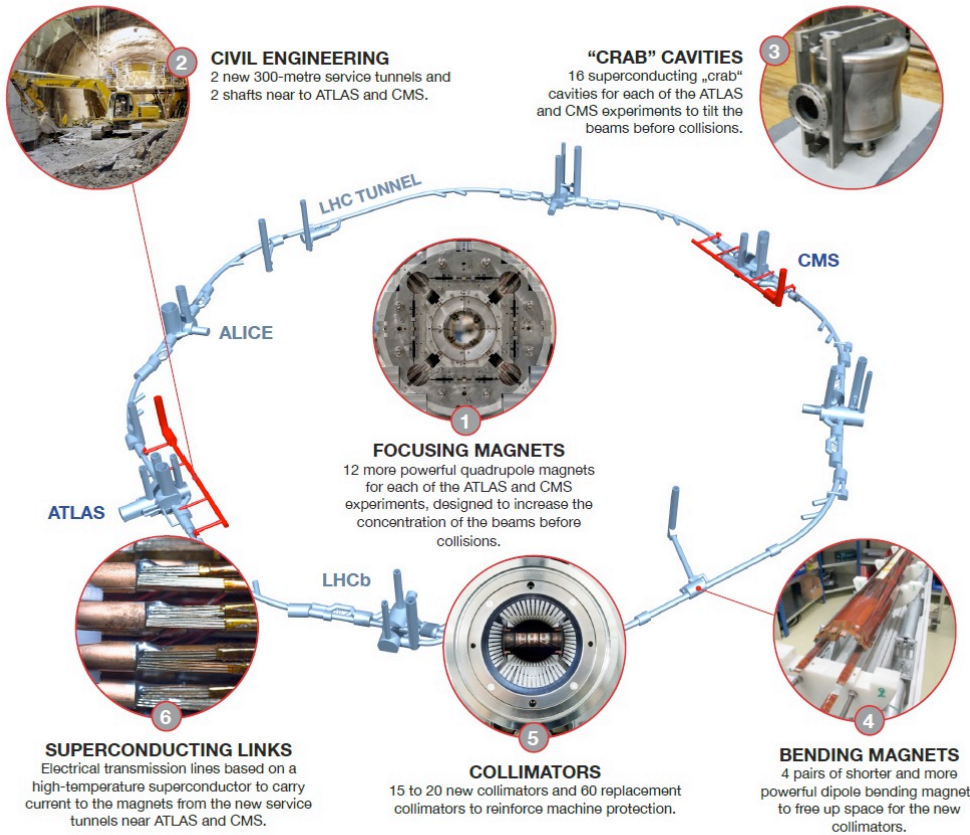 2
CIVIL ENGINEERING
2 new 300-metre service tunnels and
2 shafts near to ATLAS and CMS.
“CRAB” CAVITIES
16 superconducting „crab“
cavities for each of the ATLAS
and CMS experiments to tilt the
beams before collisions.
3
LHC TUNNEL
CMS
ALICE
1
FOCUSING MAGNETS
12 more powerful quadrupole magnets
for each of the ATLAS and CMS
experiments, designed to increase the
concentration of the beams before
collisions.
ATLAS
LHCb
6
SUPERCONDUCTING LINKS
Electrical transmission lines based on a
high-temperature superconductor to carry
current to the magnets from the new service
tunnels near ATLAS and CMS.
5
COLLIMATORS
15 to 20 new collimators and 60 replacement
collimators to reinforce machine protection.
4
BENDING MAGNETS
4 pairs of shorter and more
powerful dipole bending magnet
to free up space for the new
collimators.